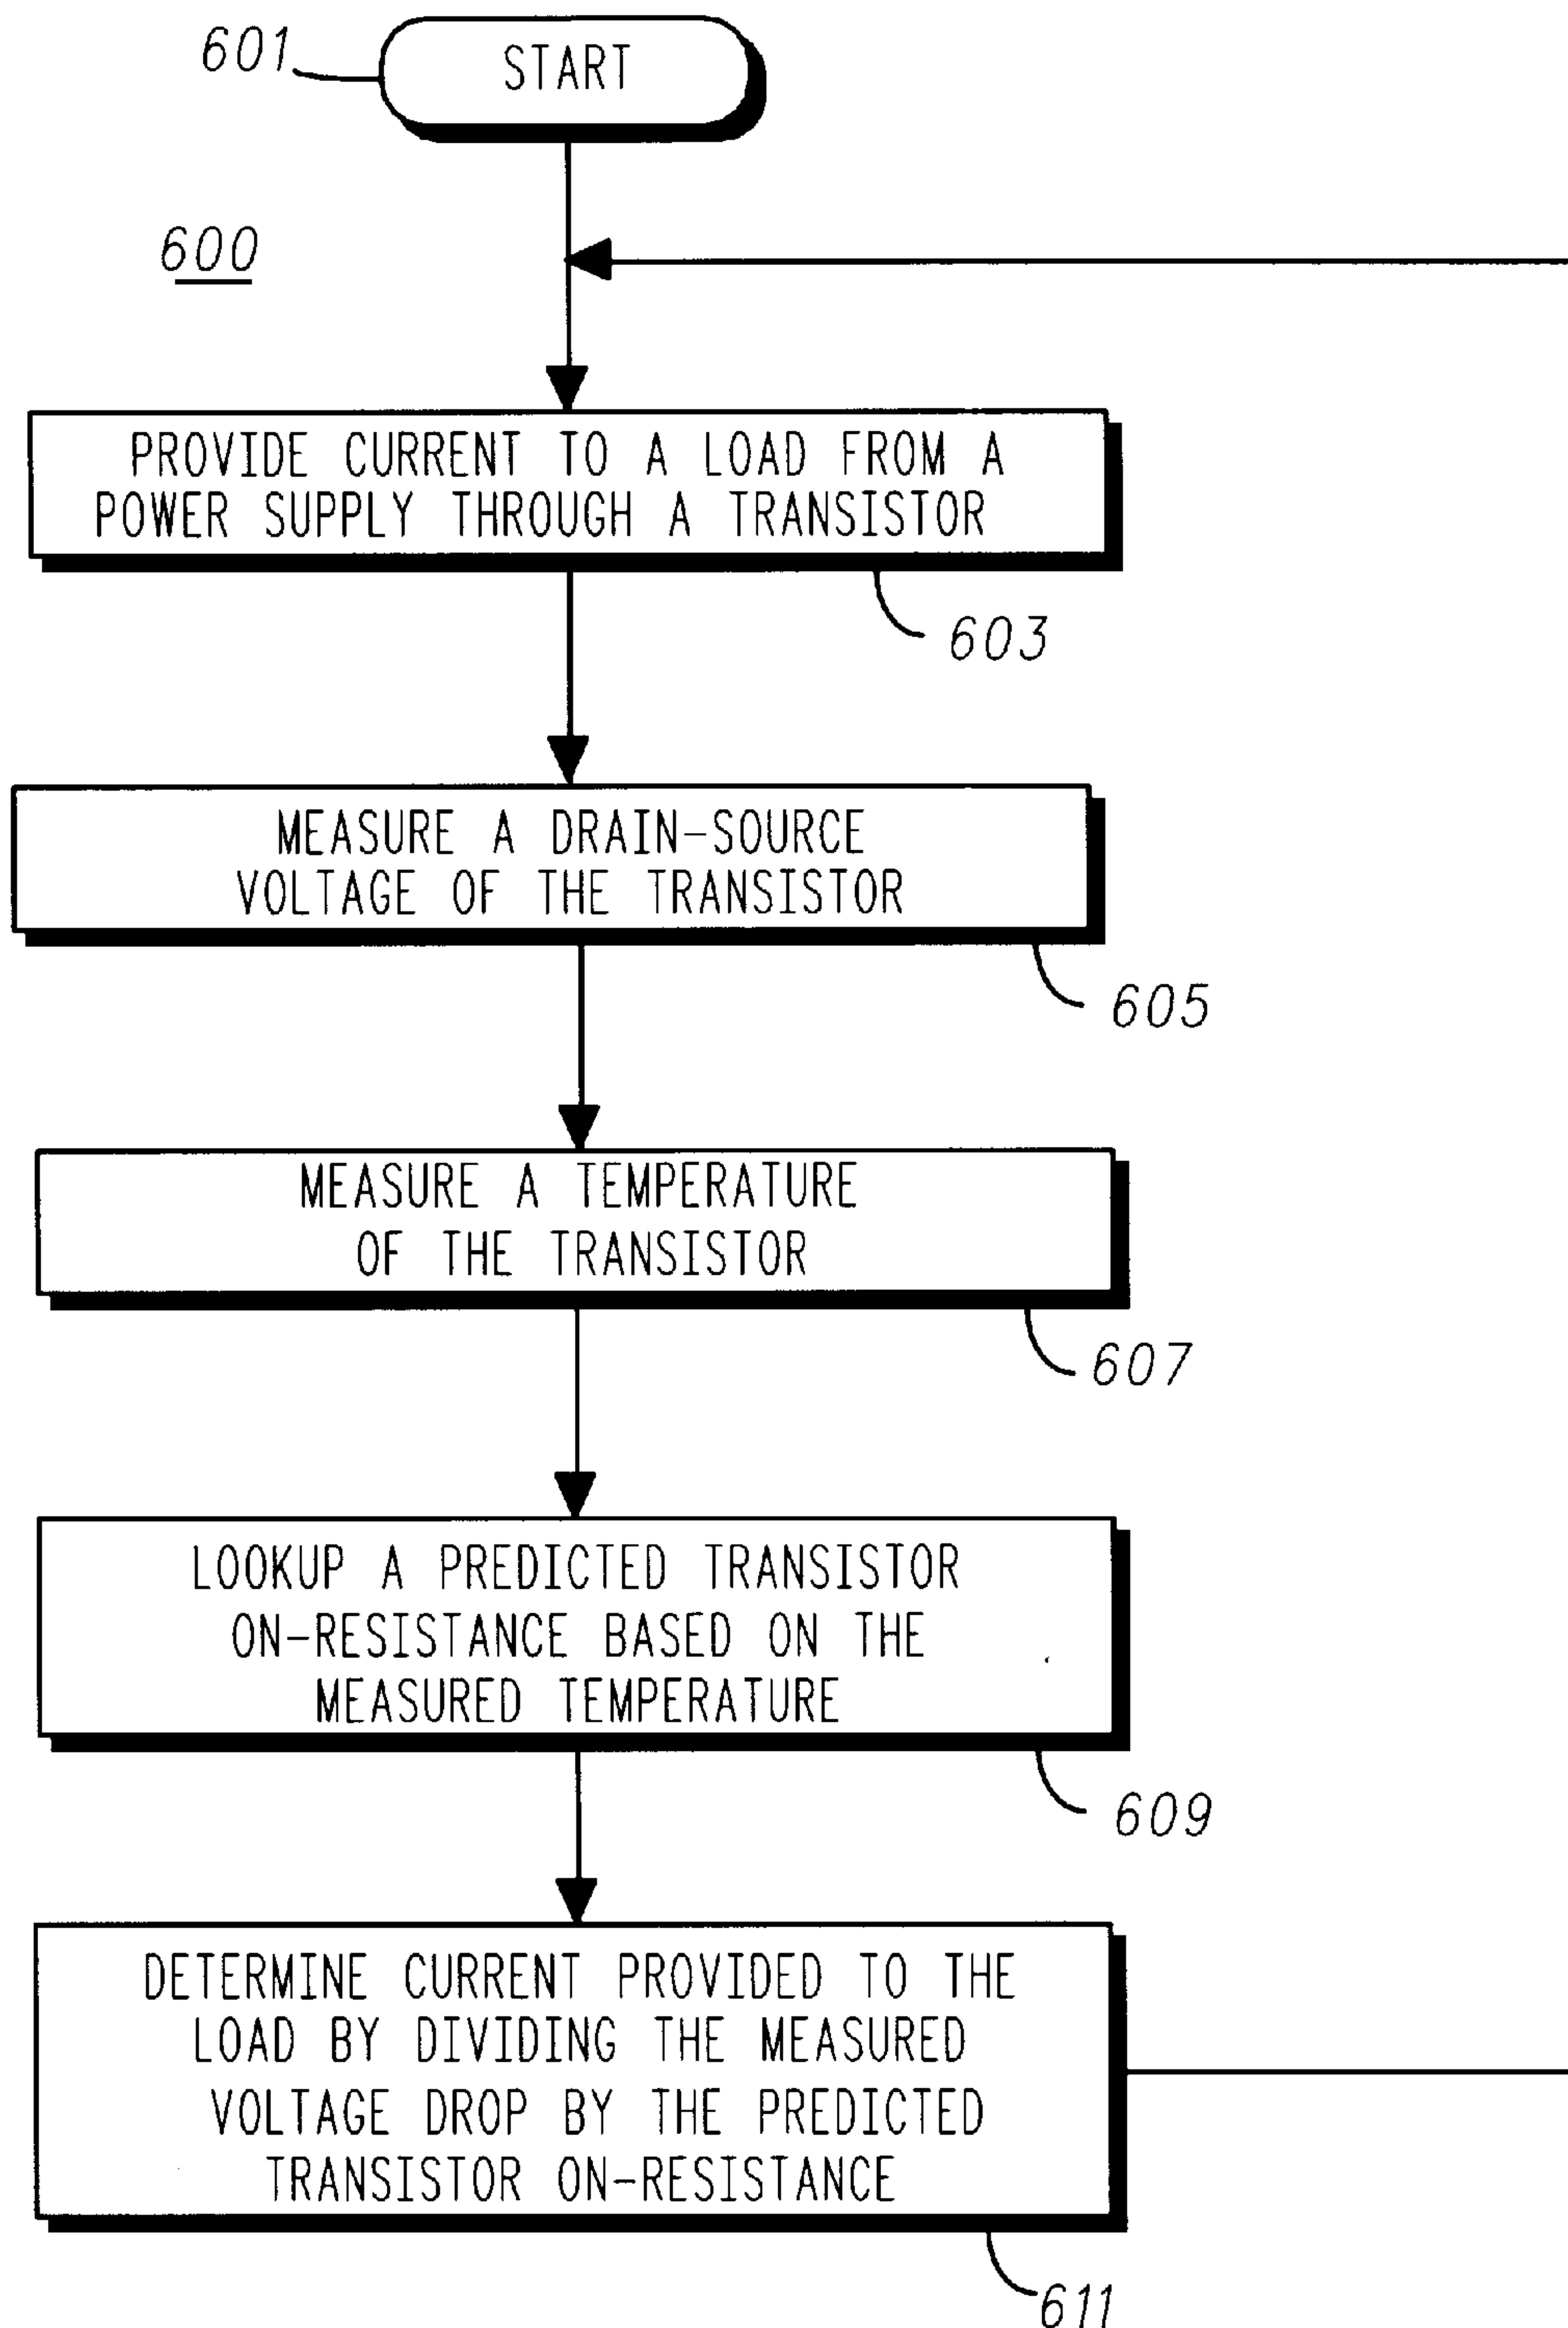 601
START
600
PROVIDE CURRENT TO A LOAD FROM A
POWER SUPPLY THROUGH A TRANSISTOR
603
MEASURE A DRAIN-SOURCE
VOLTAGE OF THE TRANSISTOR
605
MEASURE A TEMPERATURE
OF THE TRANSISTOR
607
LOOKUP A PREDICTED TRANSISTOR
ON-RESISTANCE BASED ON THE
MEASURED TEMPERATURE
609
DETERMINE CURRENT PROVIDED TO THE
LOAD BY DIVIDING THE MEASURED
VOLTAGE DROP BY THE PREDICTED
TRANSISTOR ON-RESISTANCE
611